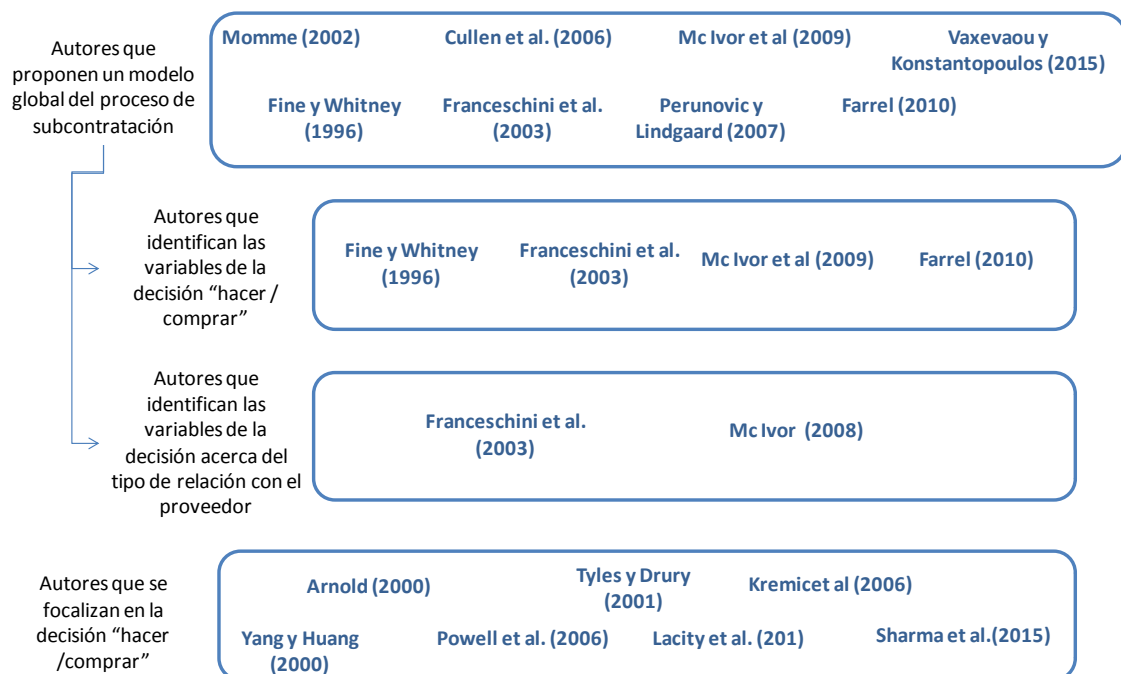 Autores que
proponen un modelo
global del proceso de
subcontratación
Momme (2002)
Cullen et al. (2006)
Mc Ivor et al (2009)
Vaxevaou y
Konstantopoulos (2015)
Fine y Whitney
(1996)
Franceschini et al.
(2003)
Perunovic y
Lindgaard (2007)
Farrel (2010)
Autores que
identifican las
variables de la
decisión “hacer /
comprar”
Fine y Whitney
(1996)
Franceschini et al.
(2003)
Mc Ivor et al (2009)
Farrel (2010)
Autores que
identifican las
variables de la
decisión acerca del
tipo de relación con el
proveedor
Franceschini et al.
(2003)
Mc Ivor (2008)
Autores que se
focalizan en la
decisión “hacer
/comprar”
Arnold (2000)
Tyles y Drury
(2001)
Kremicet al (2006)
Yang y Huang
(2000)
Powell et al. (2006)
Lacity et al. (201)
Sharma et al.(2015)